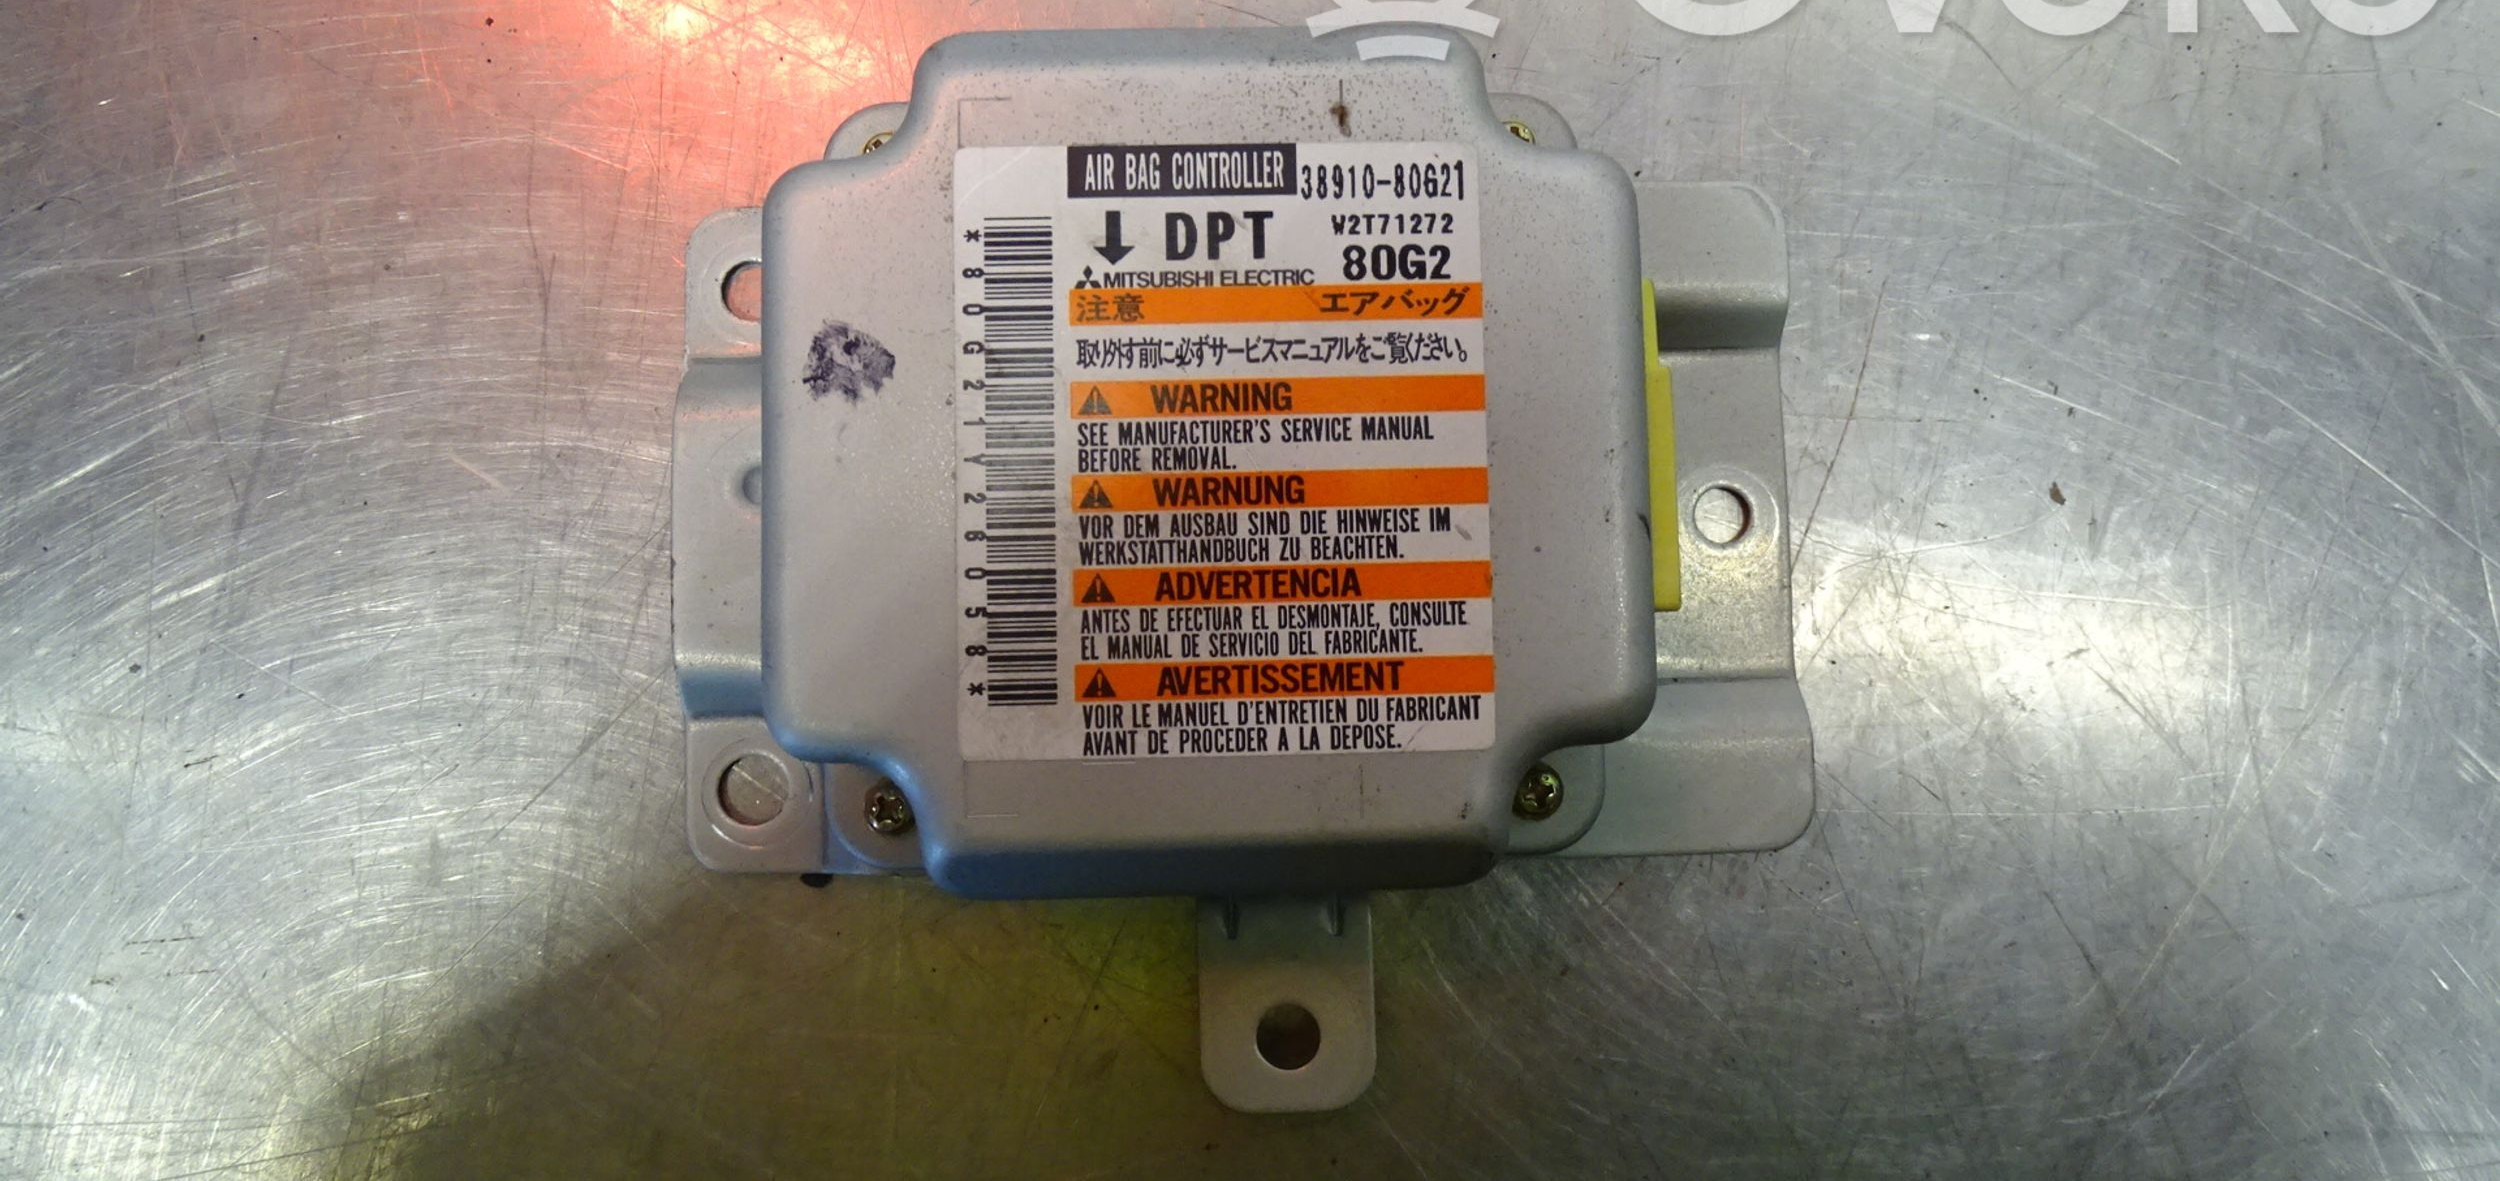 AIR BAG CONTROLLER 38910-80G21
DPT W2T71272
MITSUBISHI ELECTRIC 80G2
注意 エアバッグ
取り外す前に必ずサービスマニュアルをご覧ください。
WARNING
SEE MANUFACTURER'S SERVICE MANUAL
BEFORE REMOVAL.
WARNUNG
VOR DEM AUSBAU SIND DIE HINWEISE IM
WERKSTATTHANDBUCH ZU BEACHTEN.
ADVERTENCIA
ANTES DE EFECTUAR EL DESMONTAJE, CONSULTE
EL MANUAL DE SERVICIO DEL FABRICANTE.
AVERTISSEMENT
VOIR LE MANUEL D'ENTRETIEN DU FABRICANT
AVANT DE PROCEDER A LA DEPOSE.
*80G21Y26058*